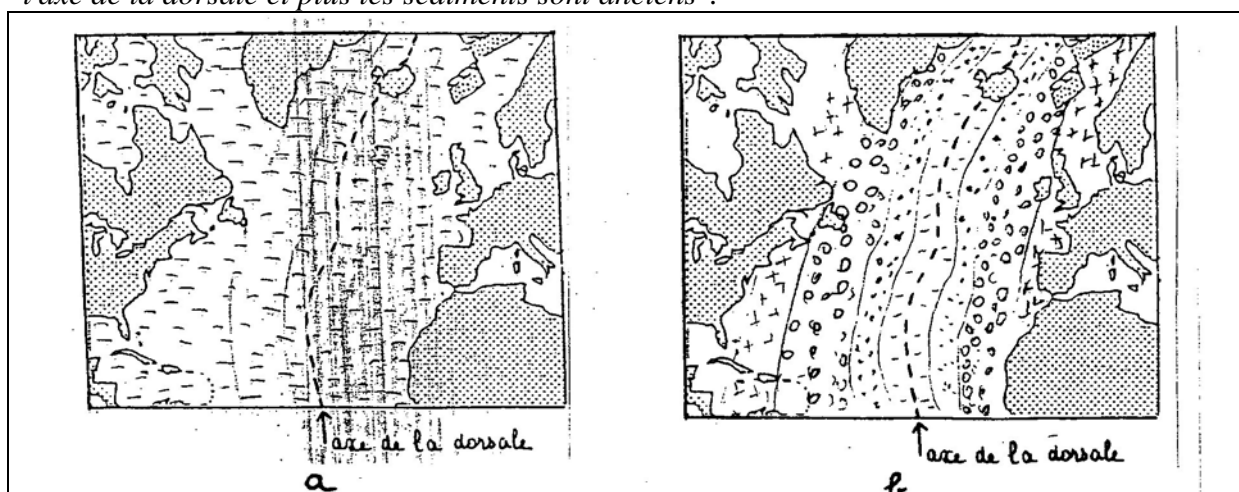 l'axe de la dorsale et plus les sédiments sont anciens".
axe de la dorsale
axe de la dorsale
a